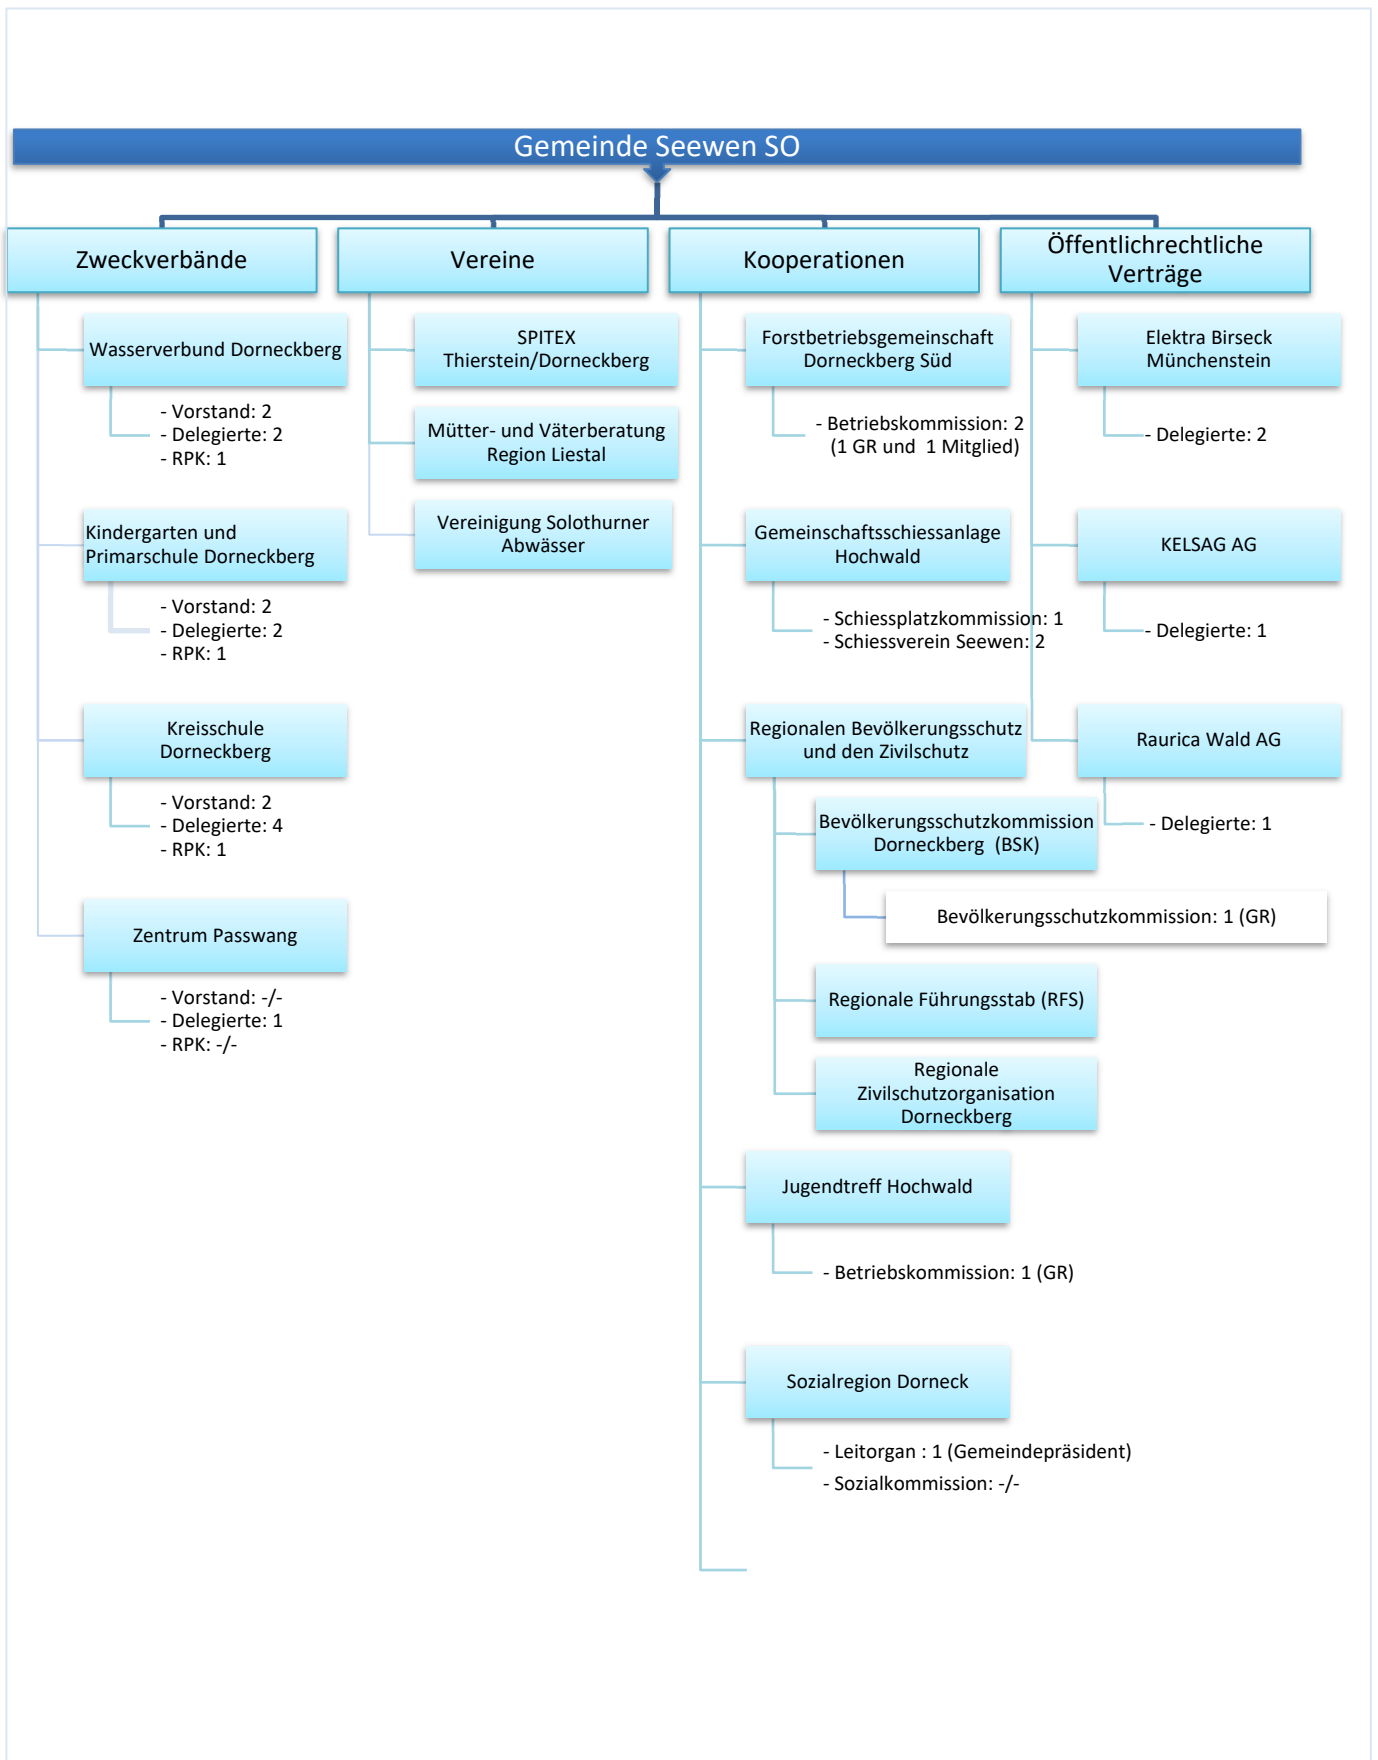 Gemeinde Seewen SO
Zweckverbände
Wasserverbund Dorneckberg
- Vorstand: 2
- Delegierte: 2
- RPK: 1
Kindergarten und
Primarschule Dorneckberg
- Vorstand: 2
- Delegierte: 2
- RPK: 1
Kreisschule
Dorneckberg
- Vorstand: 2
- Delegierte: 4
- RPK: 1
Zentrum Passwang
- Vorstand: -/-
- Delegierte: 1
- RPK: -/-
Vereine
SPITEX
Thierstein/Dorneckberg
Mütter- und Väterberatung
Region Liestal
Vereinigung Solothurner
Abwässer
Kooperationen
Forstbetriebsgemeinschaft
Dorneckberg Süd
- Betriebskommission: 2
(1 GR und  1 Mitglied)
Gemeinschaftsschiessanlage
Hochwald
- Schiessplatzkommission: 1
- Schiessverein Seewen: 2
Regionalen Bevölkerungsschutz
und den Zivilschutz
Bevölkerungsschutzkommission
Dorneckberg  (BSK)
Bevölkerungsschutzkommission: 1 (GR)
Regionale Führungsstab (RFS)
Regionale
Zivilschutzorganisation
Dorneckberg
Jugendtreff Hochwald
- Betriebskommission: 1 (GR)
Sozialregion Dorneck
- Leitorgan : 1 (Gemeindepräsident)
- Sozialkommission: -/-
Öffentlichrechtliche
Verträge
Elektra Birseck
Münchenstein
- Delegierte: 2
KELSAG AG
- Delegierte: 1
Raurica Wald AG
- Delegierte: 1